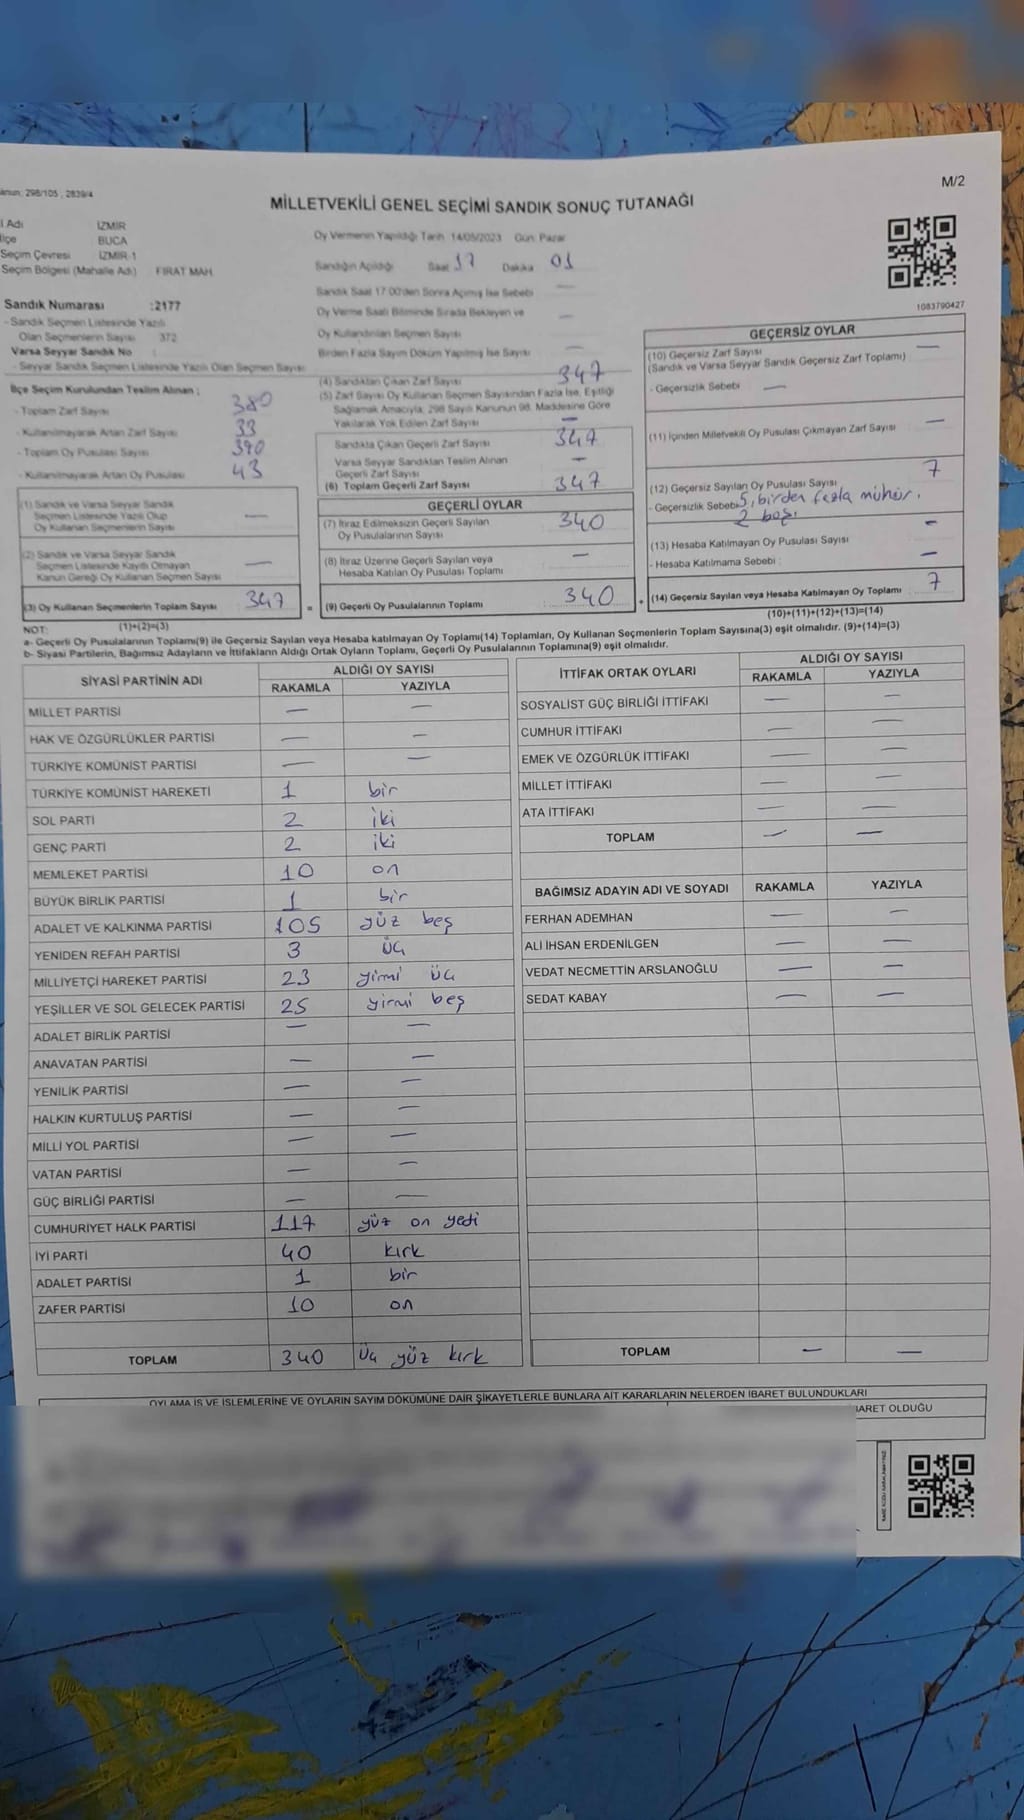 M/2
MİLLETVEKİLİ GENEL SEÇİMİ SANDIK SONUÇ TUTANAĞI
298/105 ; 2839/4
Adı İZMİR
BUCA
Seçim Çevresi İZMİR-1
Seçim Bölgesi (Mahalle Adı) FIRAT MAH
Sandık Numarası :2177
- Sandık Seçmen Listesinde Yazılı
Olan Seçmenlerin Sayısı 372
Varsa Seyyar Sandık No
- Seyyar Sandık Seçmen Listesinde Yazılı Olan Seçmen Sayısı
İlçe Seçim Kurulundan Teslim Alınan ;
- Toplam Zarf Sayısı 380
- Kullanılmayarak Artan Zarf Sayısı 33
- Toplam Oy Pusulası Sayısı 390
- Kullanılmayarak Artan Oy Pusulası 43
(1) Sandık ve Varsa Seyyar Sandık
Seçmen Listesinde Yazılı Olup
Oy Kullanan Seçmenlerin Sayısı —
(2) Sandık ve Varsa Seyyar Sandık
Seçmen Listesinde Kayıtlı Olmayan
Kanun Gereği Oy Kullanan Seçmen Sayısı —
(3) Oy Kullanan Seçmenlerin Toplam Sayısı 347
(1)+(2)=(3)
Oy Vermenin Yapıldığı Tarih 14/05/2023 Gün: Pazar
Sandığın Açıldığı Saat 17 Dakika 01
Sandık Saat 17:00'den Sonra Açılmış İse Sebebi —
Oy Verme Saati Bitiminde Sırada Bekleyen ve
Oy Kullandırılan Seçmen Sayısı —
Birden Fazla Sayım Döküm Yapılmış İse Sayısı —
(4) Sandıktan Çıkan Zarf Sayısı 347
(5) Zarf Sayısı Oy Kullanan Seçmen Sayısından Fazla İse, Eşitliği
Sağlamak Amacıyla, 298 Sayılı Kanunun 98. Maddesine Göre
Yakılarak Yok Edilen Zarf Sayısı —
Sandıkta Çıkan Geçerli Zarf Sayısı 347
Varsa Seyyar Sandıktan Teslim Alınan
Geçerli Zarf Sayısı —
(6) Toplam Geçerli Zarf Sayısı 347
GEÇERLİ OYLAR
(7) İtiraz Edilmeksizin Geçerli Sayılan
Oy Pusulalarının Sayısı 340
(8) İtiraz Üzerine Geçerli Sayılan veya
Hesaba Katılan Oy Pusulası Toplamı —
= (9) Geçerli Oy Pusulalarının Toplamı 340
1083790427
GEÇERSİZ OYLAR
(10) Geçersiz Zarf Sayısı —
(Sandık ve Varsa Seyyar Sandık Geçersiz Zarf Toplamı)
- Geçersizlik Sebebi —
(11) İçinden Milletvekili Oy Pusulası Çıkmayan Zarf Sayısı —
(12) Geçersiz Sayılan Oy Pusulası Sayısı 7
- Geçersizlik Sebebi 5, birden fazla mühür.
2 boş.
(13) Hesaba Katılmayan Oy Pusulası Sayısı —
- Hesaba Katılmama Sebebi : —
+ (14) Geçersiz Sayılan veya Hesaba Katılmayan Oy Toplamı 7
(10)+(11)+(12)+(13)=(14)
NOT:
a- Geçerli Oy Pusulalarının Toplamı(9) ile Geçersiz Sayılan veya Hesaba katılmayan Oy Toplamı(14) Toplamları, Oy Kullanan Seçmenlerin Toplam Sayısına(3) eşit olmalıdır. (9)+(14)=(3)
b- Siyasi Partilerin, Bağımsız Adayların ve İttifakların Aldığı Ortak Oyların Toplamı, Geçerli Oy Pusulalarının Toplamına(9) eşit olmalıdır.
SİYASİ PARTİNİN ADI ALDIĞI OY SAYISI
RAKAMLA YAZIYLA
MİLLET PARTİSİ — —
HAK VE ÖZGÜRLÜKLER PARTİSİ — —
TÜRKİYE KOMÜNİST PARTİSİ — —
TÜRKİYE KOMÜNİST HAREKETİ 1 bir
SOL PARTİ 2 iki
GENÇ PARTİ 2 iki
MEMLEKET PARTİSİ 10 on
BÜYÜK BİRLİK PARTİSİ 1 bir
ADALET VE KALKINMA PARTİSİ 105 yüz beş
YENİDEN REFAH PARTİSİ 3 üç
MİLLİYETÇİ HAREKET PARTİSİ 23 yirmi üç
YEŞİLLER VE SOL GELECEK PARTİSİ 25 yirmi beş
ADALET BİRLİK PARTİSİ — —
ANAVATAN PARTİSİ — —
YENİLİK PARTİSİ — —
HALKIN KURTULUŞ PARTİSİ — —
MİLLİ YOL PARTİSİ — —
VATAN PARTİSİ — —
GÜÇ BİRLİĞİ PARTİSİ — —
CUMHURİYET HALK PARTİSİ 117 yüz on yedi
İYİ PARTİ 40 kırk
ADALET PARTİSİ 1 bir
ZAFER PARTİSİ 10 on
TOPLAM 340 Üç yüz kırk
İTTİFAK ORTAK OYLARI ALDIĞI OY SAYISI
RAKAMLA YAZIYLA
SOSYALİST GÜÇ BİRLİĞİ İTTİFAKI — —
CUMHUR İTTİFAKI — —
EMEK VE ÖZGÜRLÜK İTTİFAKI — —
MİLLET İTTİFAKI — —
ATA İTTİFAKI — —
TOPLAM — —
BAĞIMSIZ ADAYIN ADI VE SOYADI RAKAMLA YAZIYLA
FERHAN ADEMHAN — —
ALİ İHSAN ERDENİLGEN — —
VEDAT NECMETTİN ARSLANOĞLU — —
SEDAT KABAY — —
TOPLAM — —
OYLAMA İŞ VE İŞLEMLERİNE VE OYLARIN SAYIM DÖKÜMÜNE DAİR ŞİKAYETLERLE BUNLARA AİT KARARLARIN NELERDEN İBARET BULUNDUKLARI
OLDUĞU